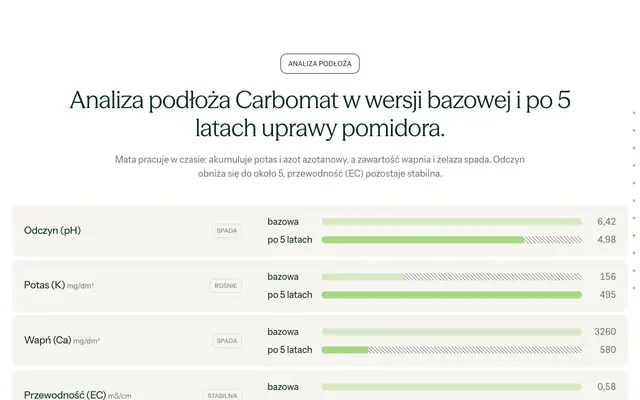 ANALIZA PODŁOŻA
Analiza podłoża Carbomat w wersji bazowej i po 5
latach uprawy pomidora.
Mata pracuje w czasie: akumuluje potas i azot azotanowy, a zawartość wapnia i żelaza spada. Odczyn
obniża się do około 5, przewodność (EC) pozostaje stabilna.
Odczyn (pH) SPADA
bazowa 6,42
po 5 latach 4,98
Potas (K) mg/dm³ ROŚNIE
bazowa 156
po 5 latach 495
Wapń (Ca) mg/dm³ SPADA
bazowa 3260
po 5 latach 580
Przewodność (EC) mS/cm STABILNA
bazowa 0,58